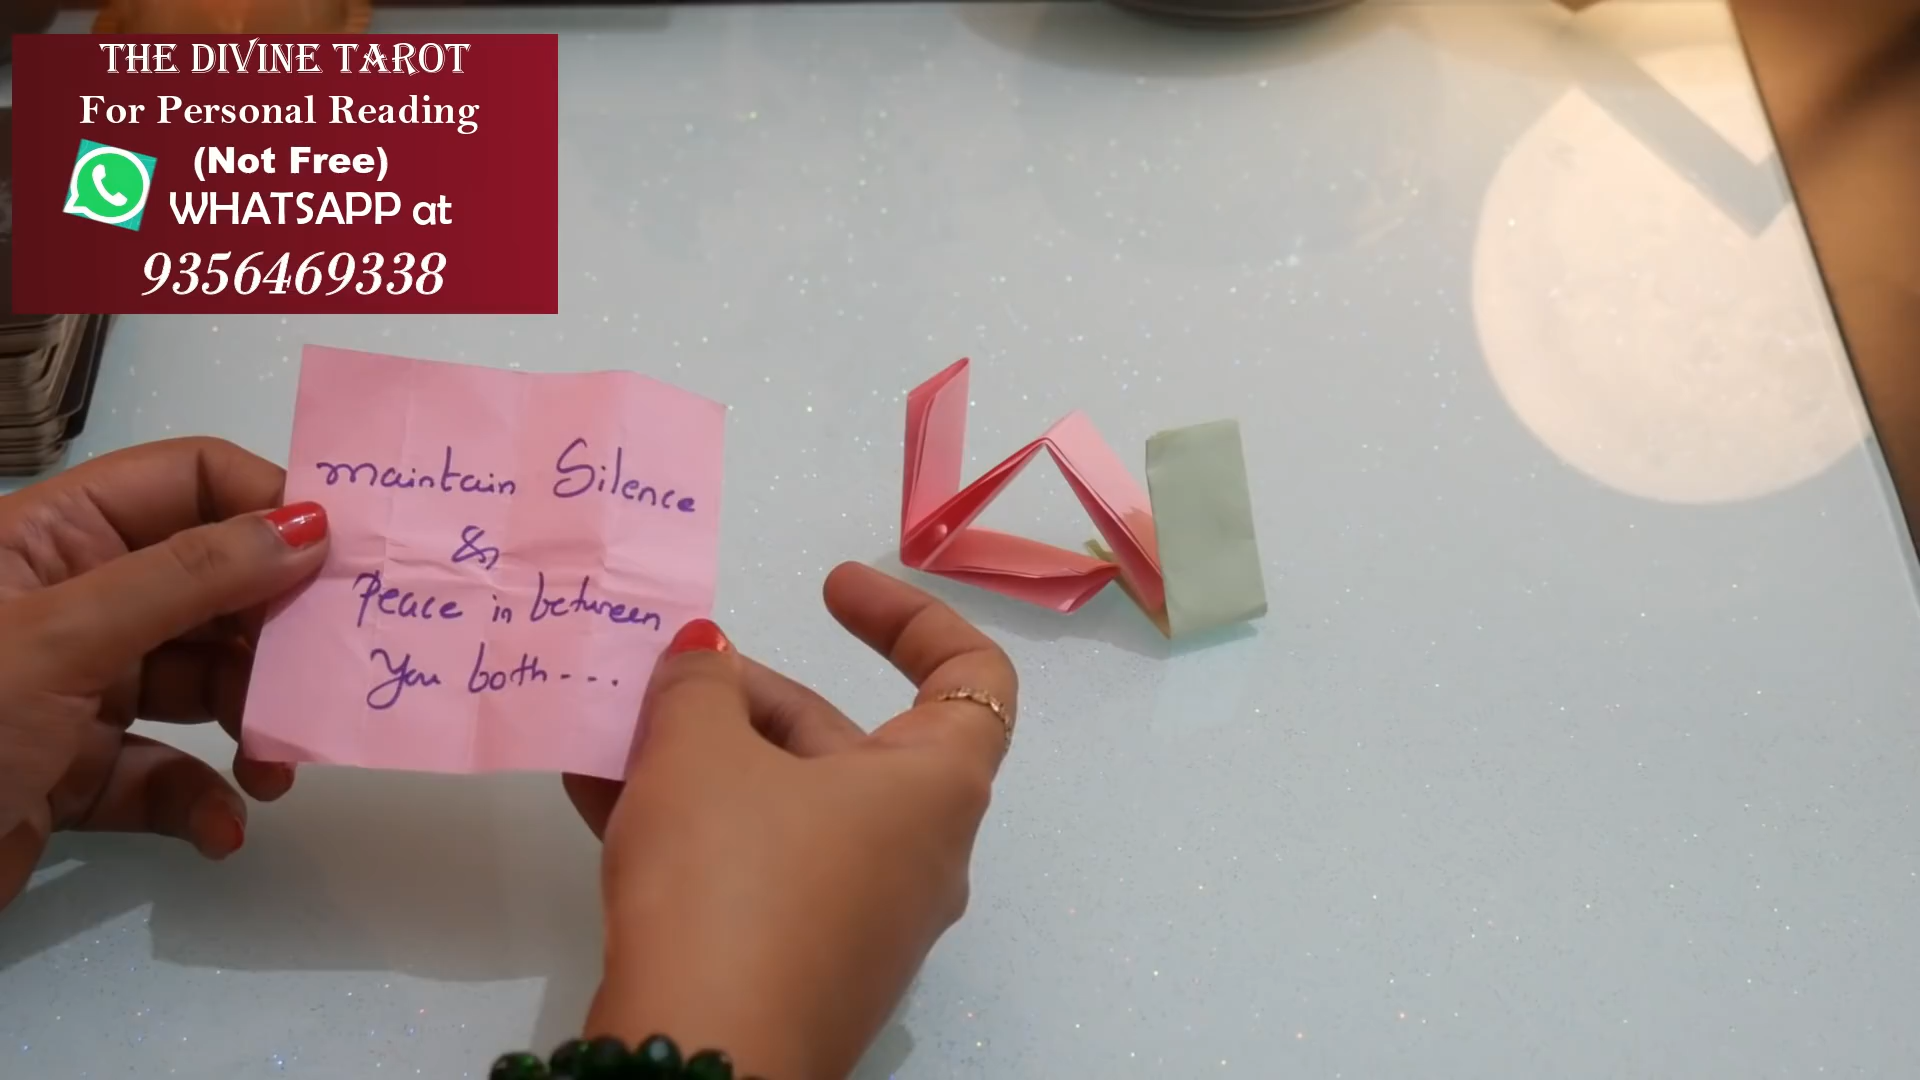 THE DIVINE TAROT
For Personal Reading
(Not Free)
WHATSAPP at
9356469338
maintain Silence
&
Peace in between
You both - - -.